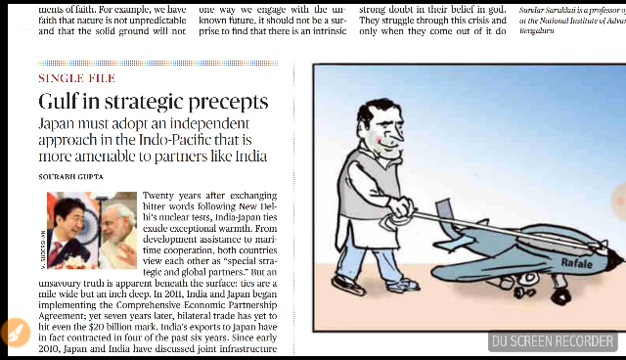 ments of faith. For example, we have
faith that nature is not unpredictable
and that the solid ground will not
one way we engage with the un-
known future, it should not be a sur-
prise to find that there is an intrinsic
strong doubt in their belief in god.
They struggle through this crisis and
only when they come out of it do
Sundar Sarukkai is a professor o
at the National Institute of Advan
Bengaluru
SINGLE FILE
Gulf in strategic precepts
Japan must adopt an independent
approach in the Indo-Pacific that is
more amenable to partners like India
SOURABH GUPTA
Twenty years after exchanging
bitter words following New Del-
hi's nuclear tests, India-Japan ties
exude exceptional warmth. From
development assistance to mari-
time cooperation, both countries
view each other as "special stra-
tegic and global partners." But an
unsavoury truth is apparent beneath the surface: ties are a
mile wide but an inch deep. In 2011, India and Japan began
implementing the Comprehensive Economic Partnership
Agreement; yet seven years later, bilateral trade has yet to
hit even the $20 billion mark. India's exports to Japan have
in fact contracted in four of the past six years. Since early
2010, Japan and India have discussed joint infrastructure
Rafale
DU SCREEN RECORDER